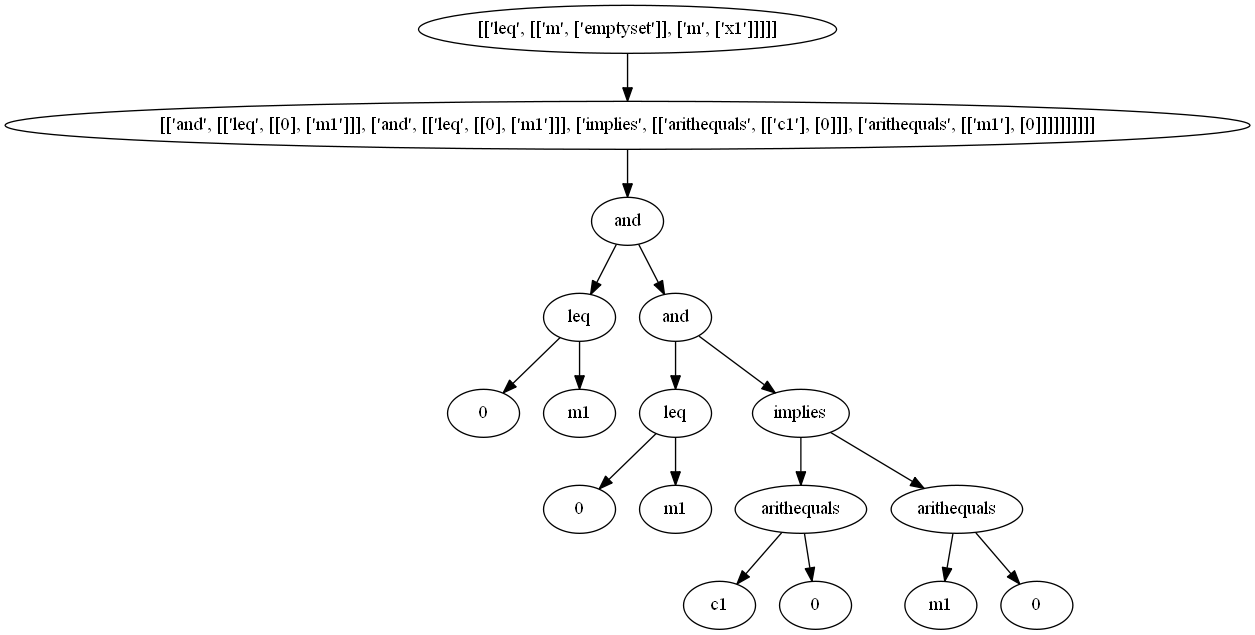 [['leq', [['m', ['emptyset']], ['m', ['x1']]]]]
[['and', [['leq', [[0], ['m1']]], ['and', [['leq', [[0], ['m1']]], ['implies', [['arithequals', [['c1'], [0]]], ['arithequals', [['m1'], [0]]]]]]]]]]
and
leq and
0 m1 leq implies
0 m1 arithequals arithequals
c1 0 m1 0